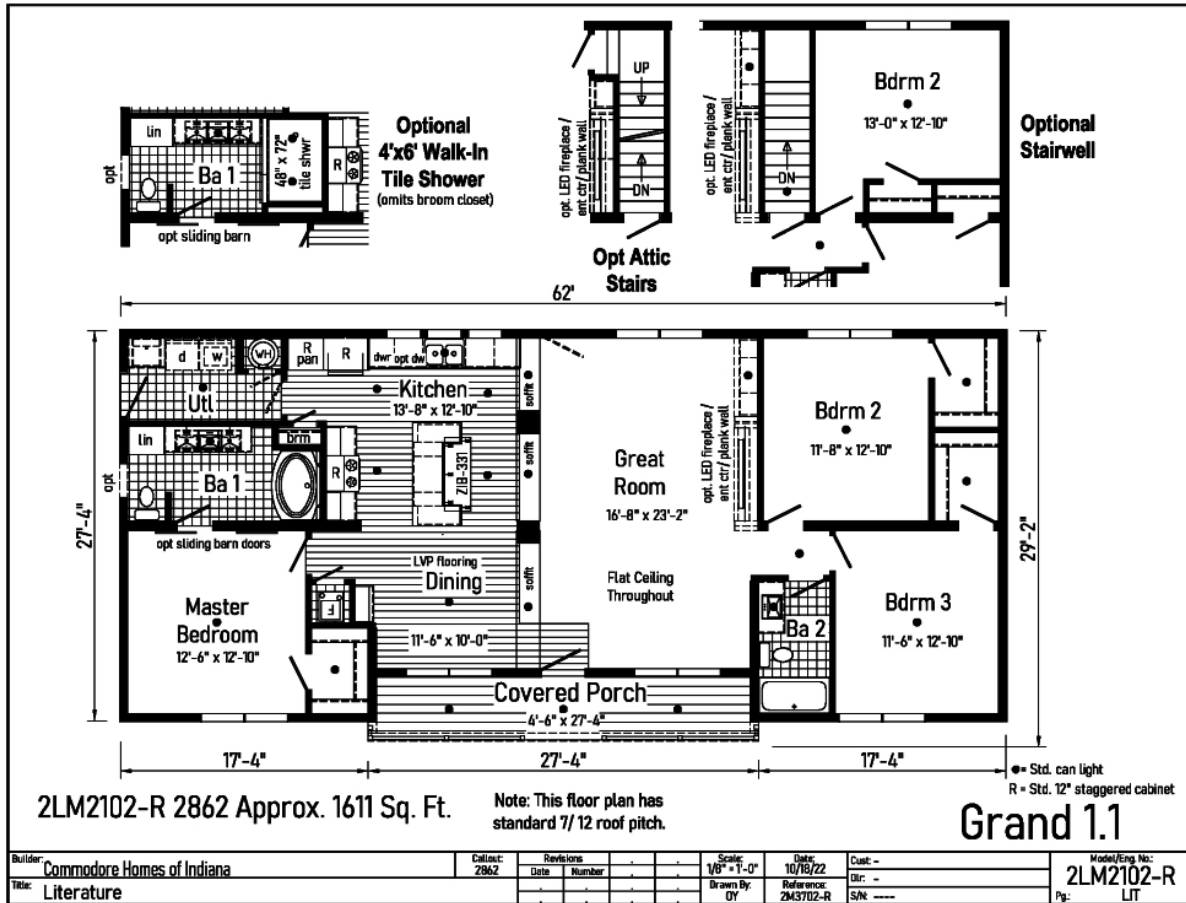 Optional
4'x6' Walk-In
Tile Shower
(omits broom closet)
lin
Ba 1
48" x 72"
tile shwr
R
opt
opt sliding barn
UP
DN
opt. LED fireplace /
ent ctr/ plank wall
Opt Attic
Stairs
opt. LED fireplace /
ent ctr/ plank wall
DN
Bdrm 2
13'-0" x 12'-10"
Optional
Stairwell
62'
27'-4"
29'-2"
d
w
WH
Utl
R
pan
R
dwr
opt dw
Kitchen
13'-8" x 12'-10"
soffit
lin
brm
Ba 1
R
ZIB-331
soffit
opt
opt sliding barn doors
Great
Room
16'-8" x 23'-2"
Flat Ceiling
Throughout
opt. LED fireplace /
ent ctr/ plank wall
Bdrm 2
11'-8" x 12'-10"
Master
Bedroom
12'-6" x 12'-10"
F
LVP flooring
Dining
11'-6" x 10'-0"
soffit
Ba 2
Bdrm 3
11'-6" x 12'-10"
Covered Porch
4'-6" x 27'-4"
17'-4"
27'-4"
17'-4"
= Std. can light
R = Std. 12" staggered cabinet
2LM2102-R 2862 Approx. 1611 Sq. Ft.
Note: This floor plan has
standard 7/12 roof pitch.
Grand 1.1
Builder:
Commodore Homes of Indiana
Title:
Literature
Callout:
2862
Revisions
Date
Number
Scale:
1/8" = 1'-0"
Drawn By:
OY
Date:
10/18/22
Reference:
2M3702-R
Cust: -
Dlr: -
S/N: ----
Model/Eng. No.:
2LM2102-R
Pg.:
LIT